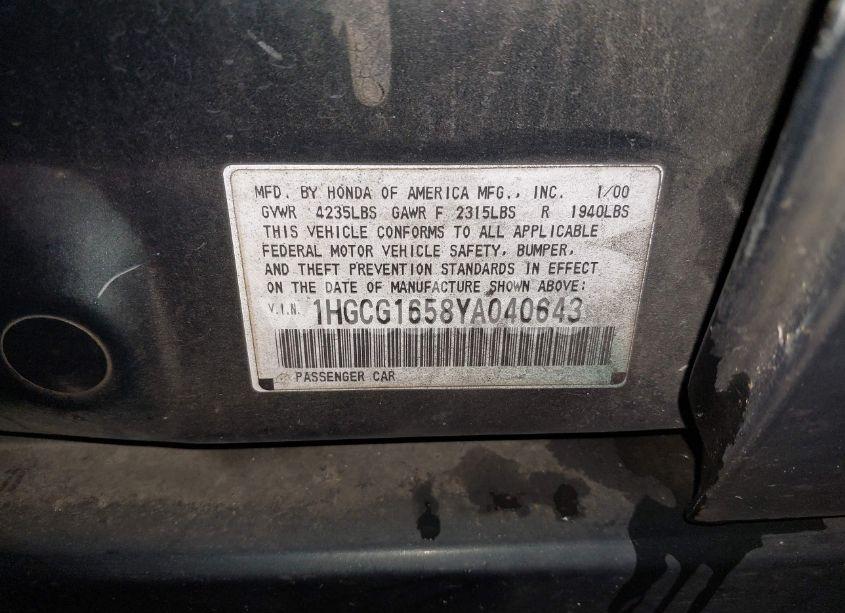 MFD. BY HONDA OF AMERICA MFG., INC. 1/00
GVWR 4235LBS GAWR F 2315LBS R 1940LBS
THIS VEHICLE CONFORMS TO ALL APPLICABLE
FEDERAL MOTOR VEHICLE SAFETY, BUMPER,
AND THEFT PREVENTION STANDARDS IN EFFECT
ON THE DATE OF MANUFACTURE SHOWN ABOVE:
V.I.N. 1HGCG1658YA040643
PASSENGER CAR